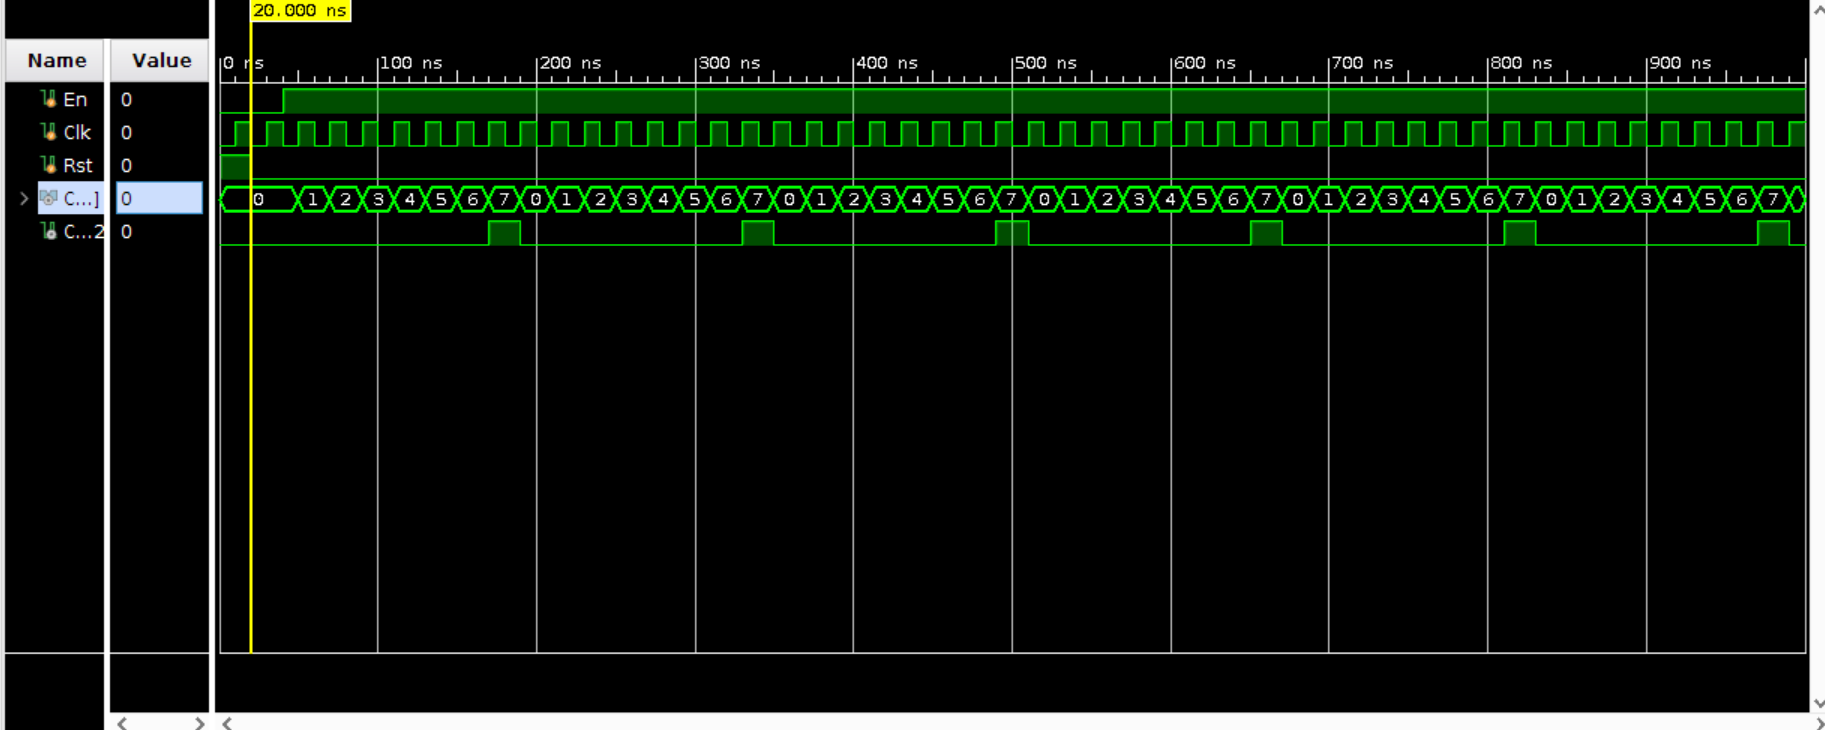 20.000 ns
Name Value
0 ns 100 ns 200 ns 300 ns 400 ns 500 ns 600 ns 700 ns 800 ns 900 ns
En 0
Clk 0
Rst 0
C...] 0 0 1 2 3 4 5 6 7 0 1 2 3 4 5 6 7 0 1 2 3 4 5 6 7 0 1 2 3 4 5 6 7 0 1 2 3 4 5 6 7 0 1 2 3 4 5 6 7
C...2 0